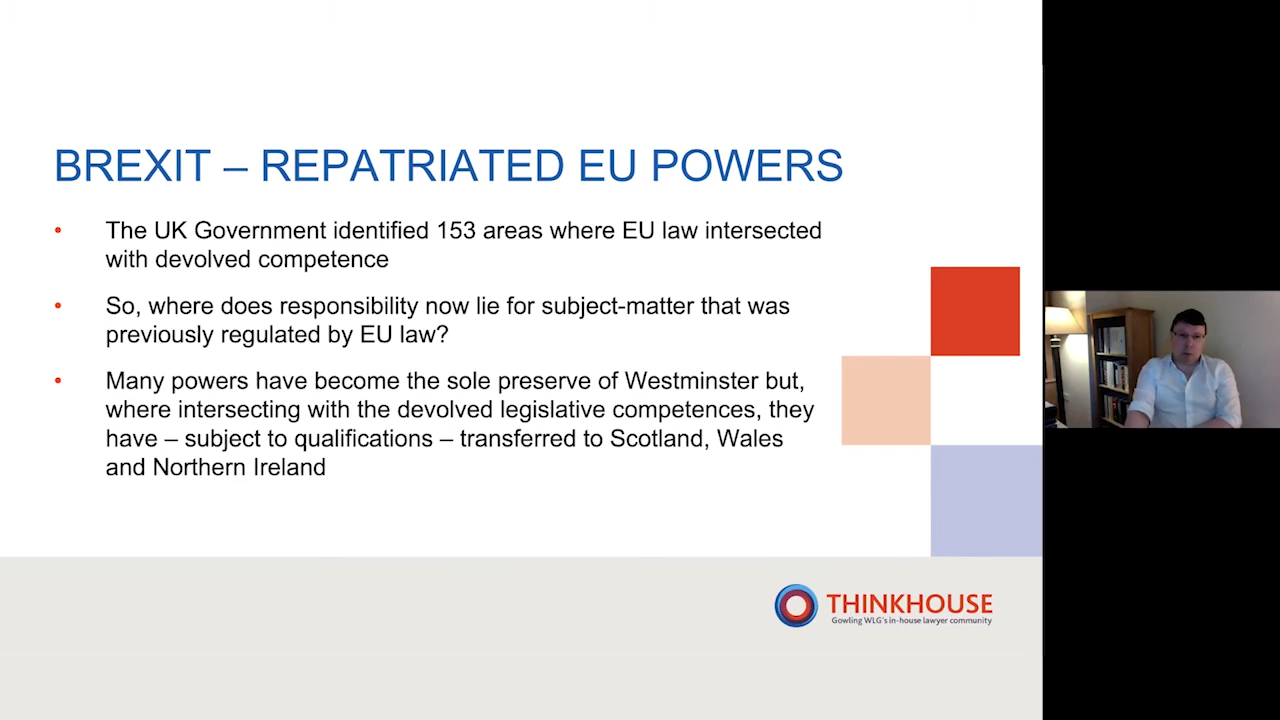 BREXIT – REPATRIATED EU POWERS
• The UK Government identified 153 areas where EU law intersected
with devolved competence
• So, where does responsibility now lie for subject-matter that was
previously regulated by EU law?
• Many powers have become the sole preserve of Westminster but,
where intersecting with the devolved legislative competences, they
have – subject to qualifications – transferred to Scotland, Wales
and Northern Ireland
THINKHOUSE
Gowling WLG's in-house lawyer community